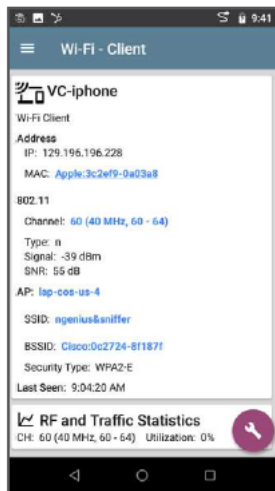 9:41
Wi-Fi - Client
VC-iphone
Wi-Fi Client
Address
IP: 129.196.196.228
MAC: Apple:3c2ef9-0a03a8
802.11
Channel: 60 (40 MHz, 60 - 64)
Type: n
Signal: -39 dBm
SNR: 55 dB
AP: lap-cos-us-4
SSID: ngenius&sniffer
BSSID: Cisco:0c2724-8f187f
Security Type: WPA2-E
Last Seen: 9:04:20 AM
RF and Traffic Statistics
CH: 60 (40 MHz, 60 - 64) Utilization: 0%